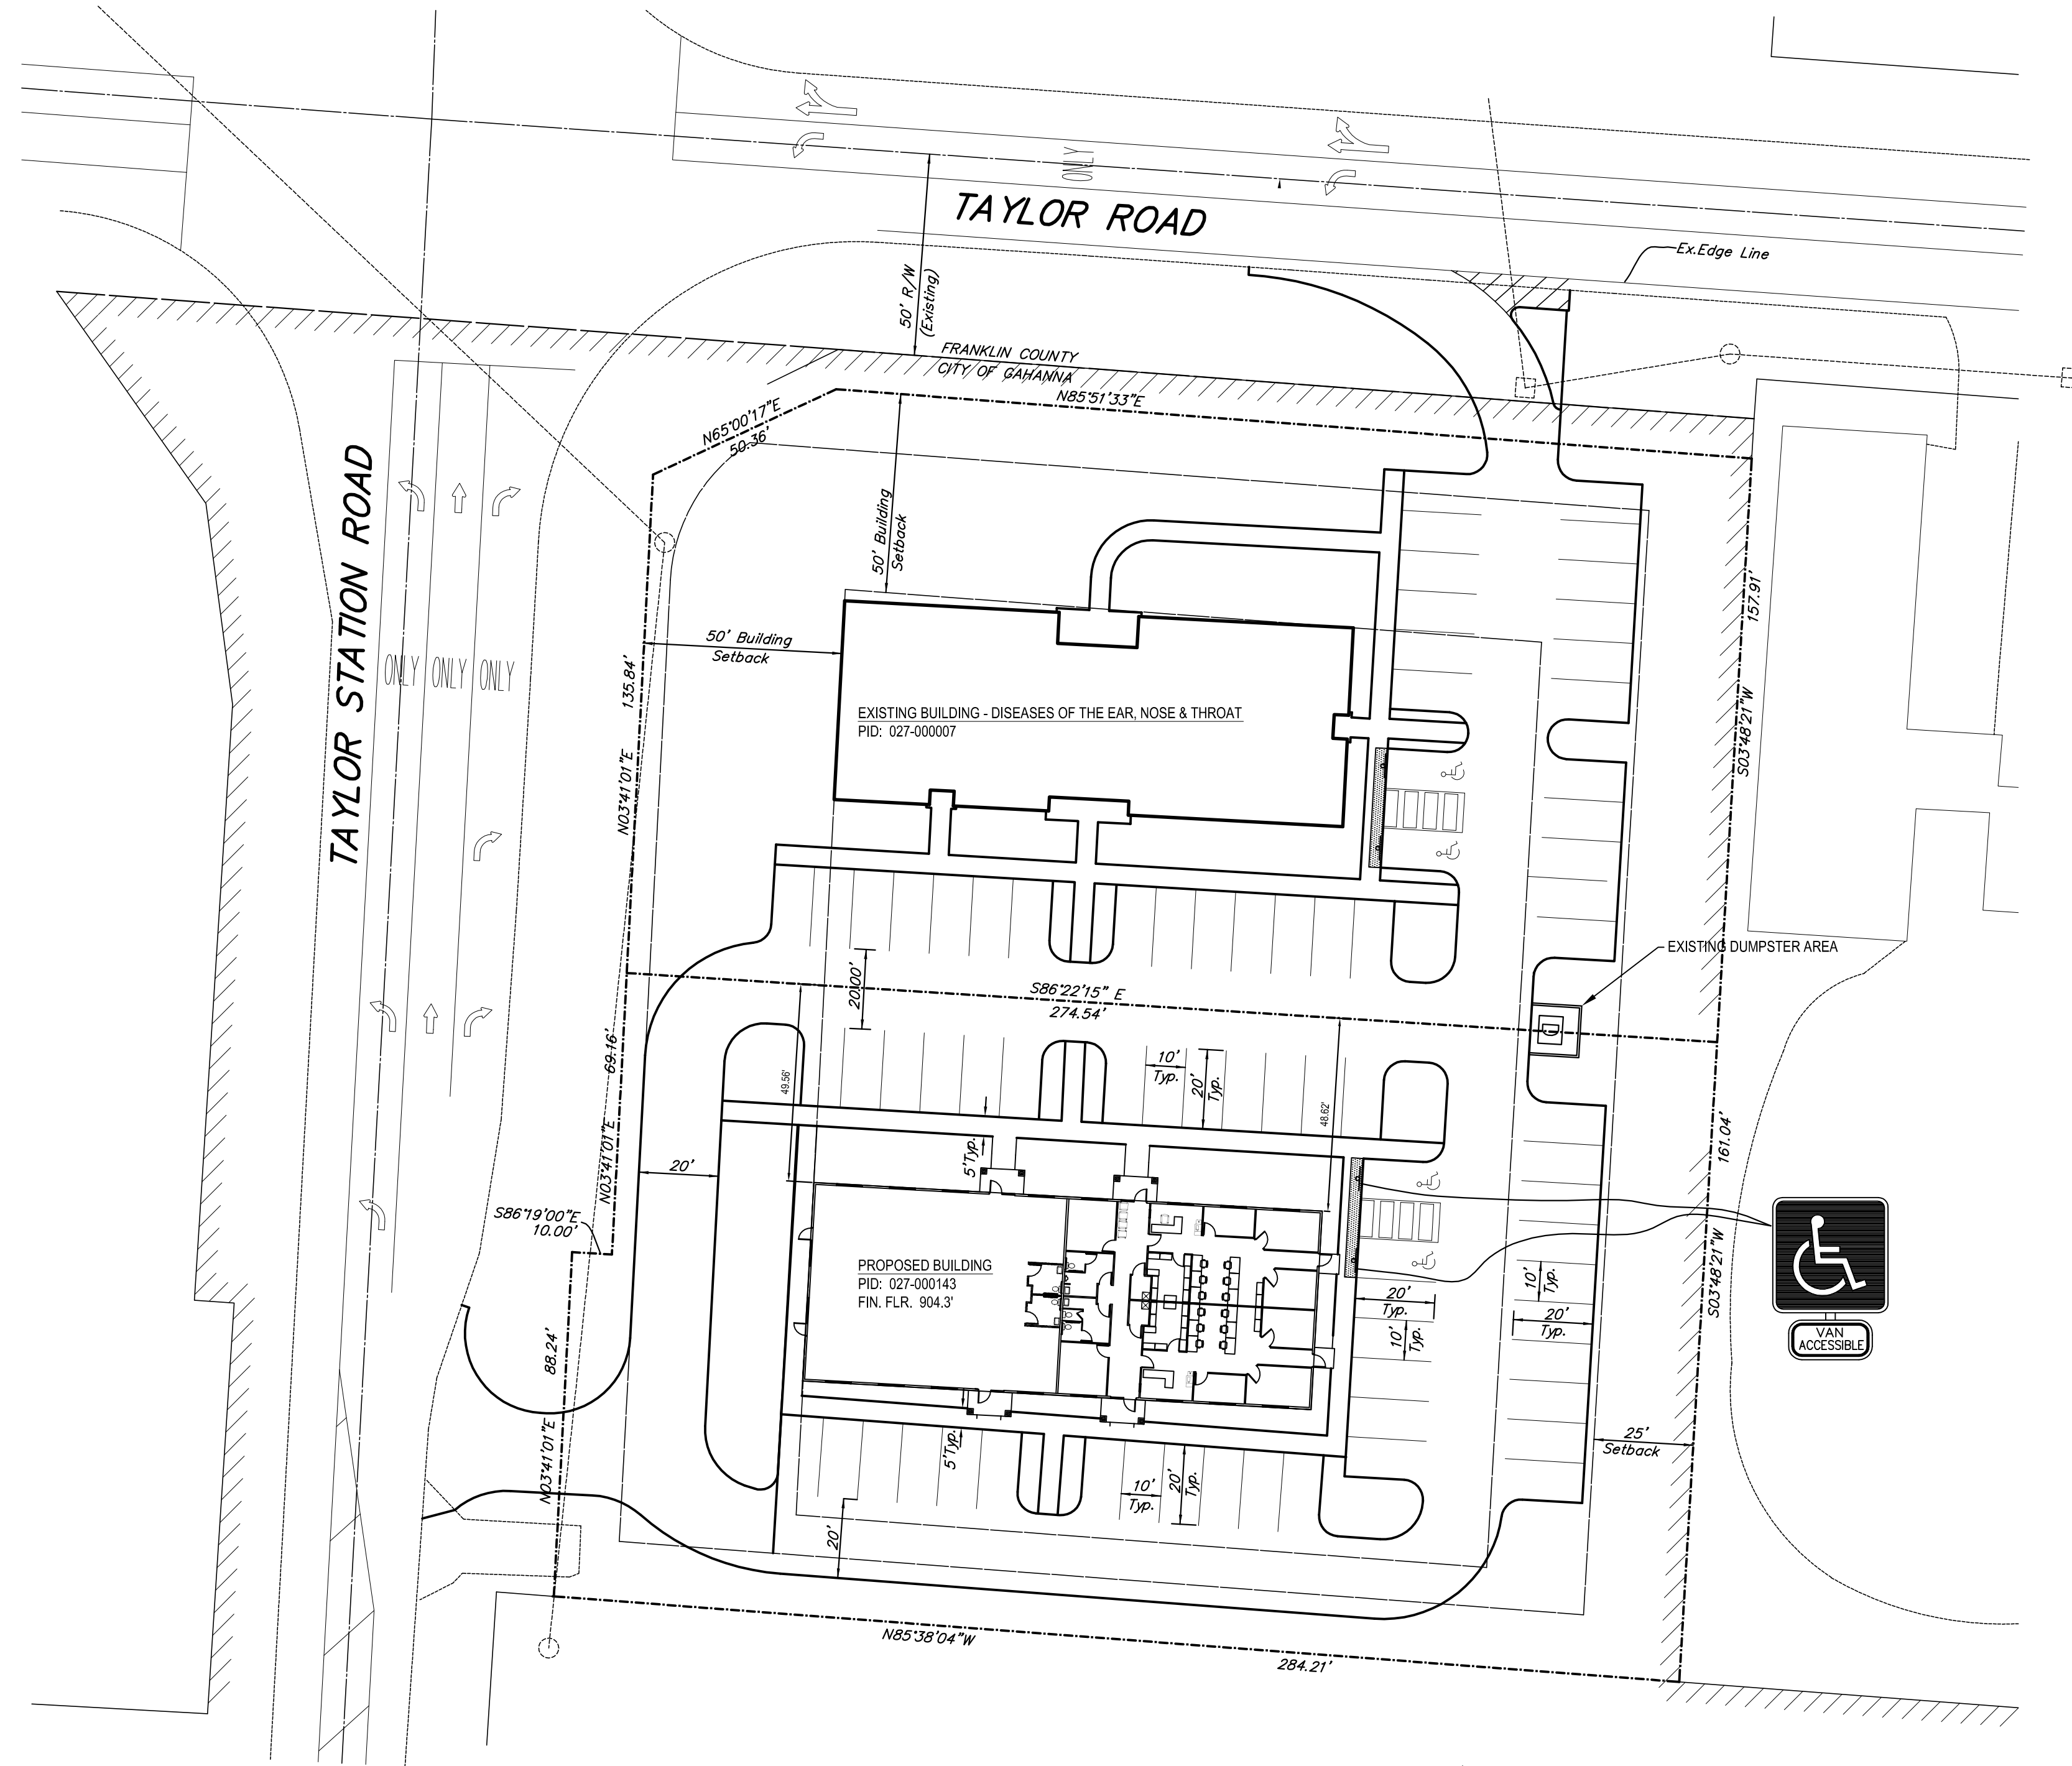 ONLY
TAYLOR ROAD
Ex.Edge Line
50' R/W
(Existing)
FRANKLIN COUNTY
CITY OF GAHANNA
N85°51'33"E
N65°00'17"E
50.36'
TAYLOR STATION ROAD
50' Building
Setback
50' Building
Setback
ONLY
ONLY
ONLY
135.84'
N03°41'01"E
157.91'
S03°48'21"W
EXISTING BUILDING - DISEASES OF THE EAR, NOSE & THROAT
PID: 027-000007
EXISTING DUMPSTER AREA
20.00'
S86°22'15" E
274.54'
69.16'
N03°41'01"E
49.56'
10'
Typ.
20'
Typ.
48.62'
161.04'
S03°48'21"W
5'Typ.
20'
S86°19'00"E
10.00'
PROPOSED BUILDING
PID: 027-000143
FIN. FLR. 904.3'
20'
Typ.
10'
Typ.
10'
Typ.
20'
Typ.
VAN
ACCESSIBLE
88.24'
N03°41'01"E
5'Typ.
10'
Typ.
20'
Typ.
25'
Setback
20'
N85°38'04"W
284.21'